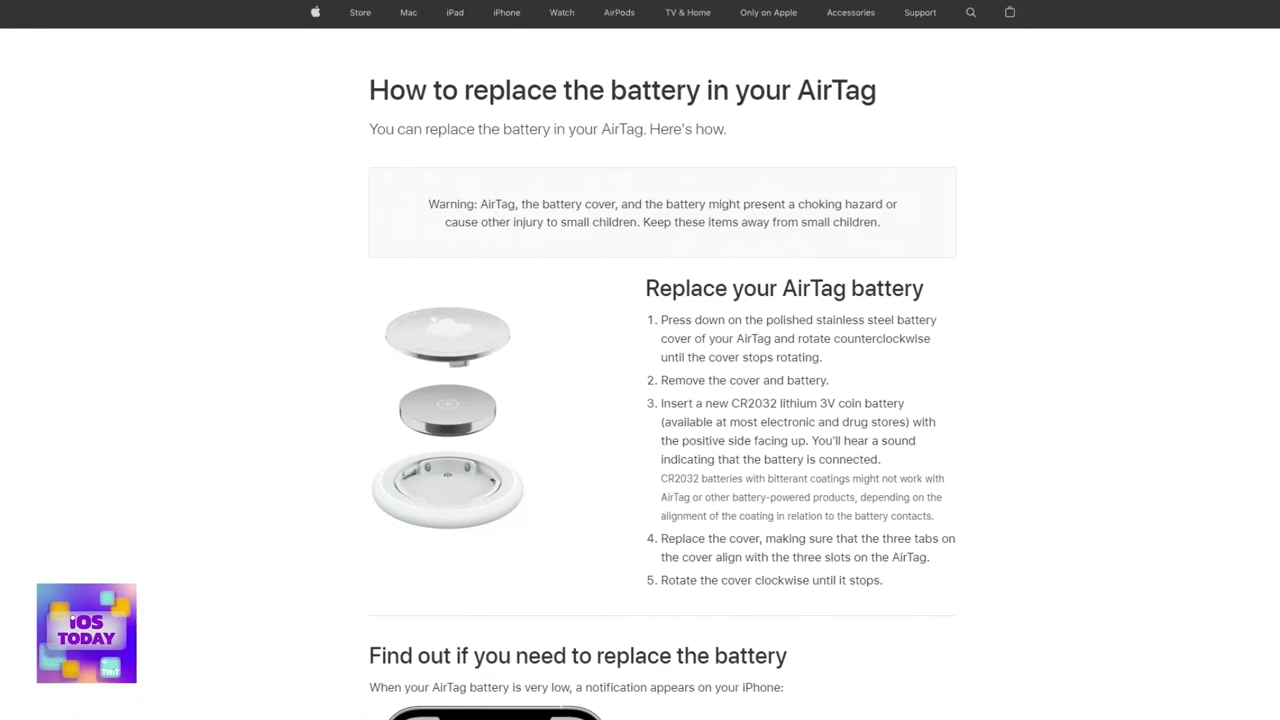 Store Mac iPad iPhone Watch AirPods TV & Home Only on Apple Accessories Support
How to replace the battery in your AirTag
You can replace the battery in your AirTag. Here's how.
Warning: AirTag, the battery cover, and the battery might present a choking hazard or
cause other injury to small children. Keep these items away from small children.
Replace your AirTag battery
1. Press down on the polished stainless steel battery
cover of your AirTag and rotate counterclockwise
until the cover stops rotating.
2. Remove the cover and battery.
3. Insert a new CR2032 lithium 3V coin battery
(available at most electronic and drug stores) with
the positive side facing up. You'll hear a sound
indicating that the battery is connected.
CR2032 batteries with bitterant coatings might not work with
AirTag or other battery-powered products, depending on the
alignment of the coating in relation to the battery contacts.
4. Replace the cover, making sure that the three tabs on
the cover align with the three slots on the AirTag.
5. Rotate the cover clockwise until it stops.
iOS
TODAY
TWiT
Find out if you need to replace the battery
When your AirTag battery is very low, a notification appears on your iPhone: